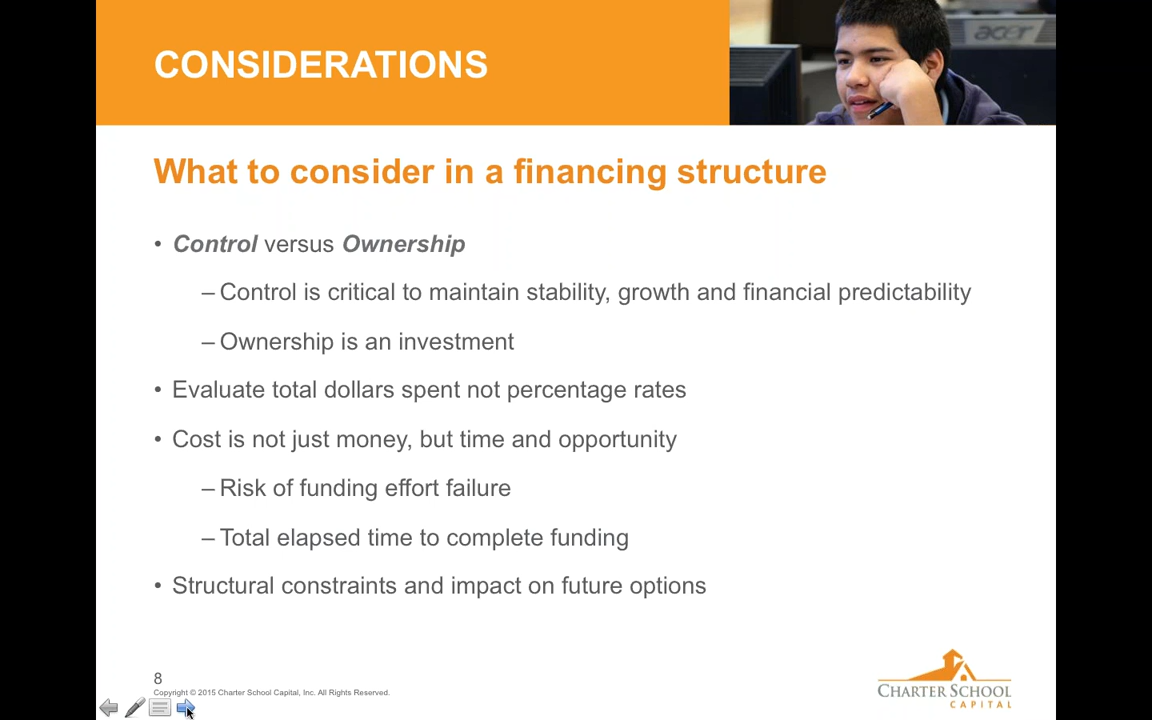 CONSIDERATIONS
acer
What to consider in a financing structure
• Control versus Ownership
– Control is critical to maintain stability, growth and financial predictability
– Ownership is an investment
• Evaluate total dollars spent not percentage rates
• Cost is not just money, but time and opportunity
– Risk of funding effort failure
– Total elapsed time to complete funding
• Structural constraints and impact on future options
8
Copyright © 2015 Charter School Capital, Inc. All Rights Reserved.
CHARTER SCHOOL
CAPITAL